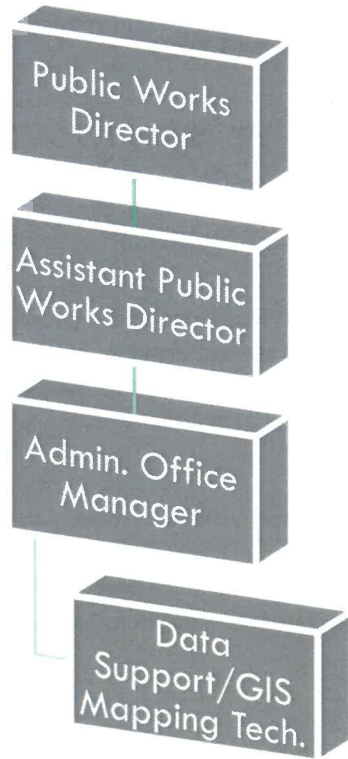 Public Works
Director
Assistant Public
Works Director
Admin. Office
Manager
Data
Support/GIS
Mapping Tech.